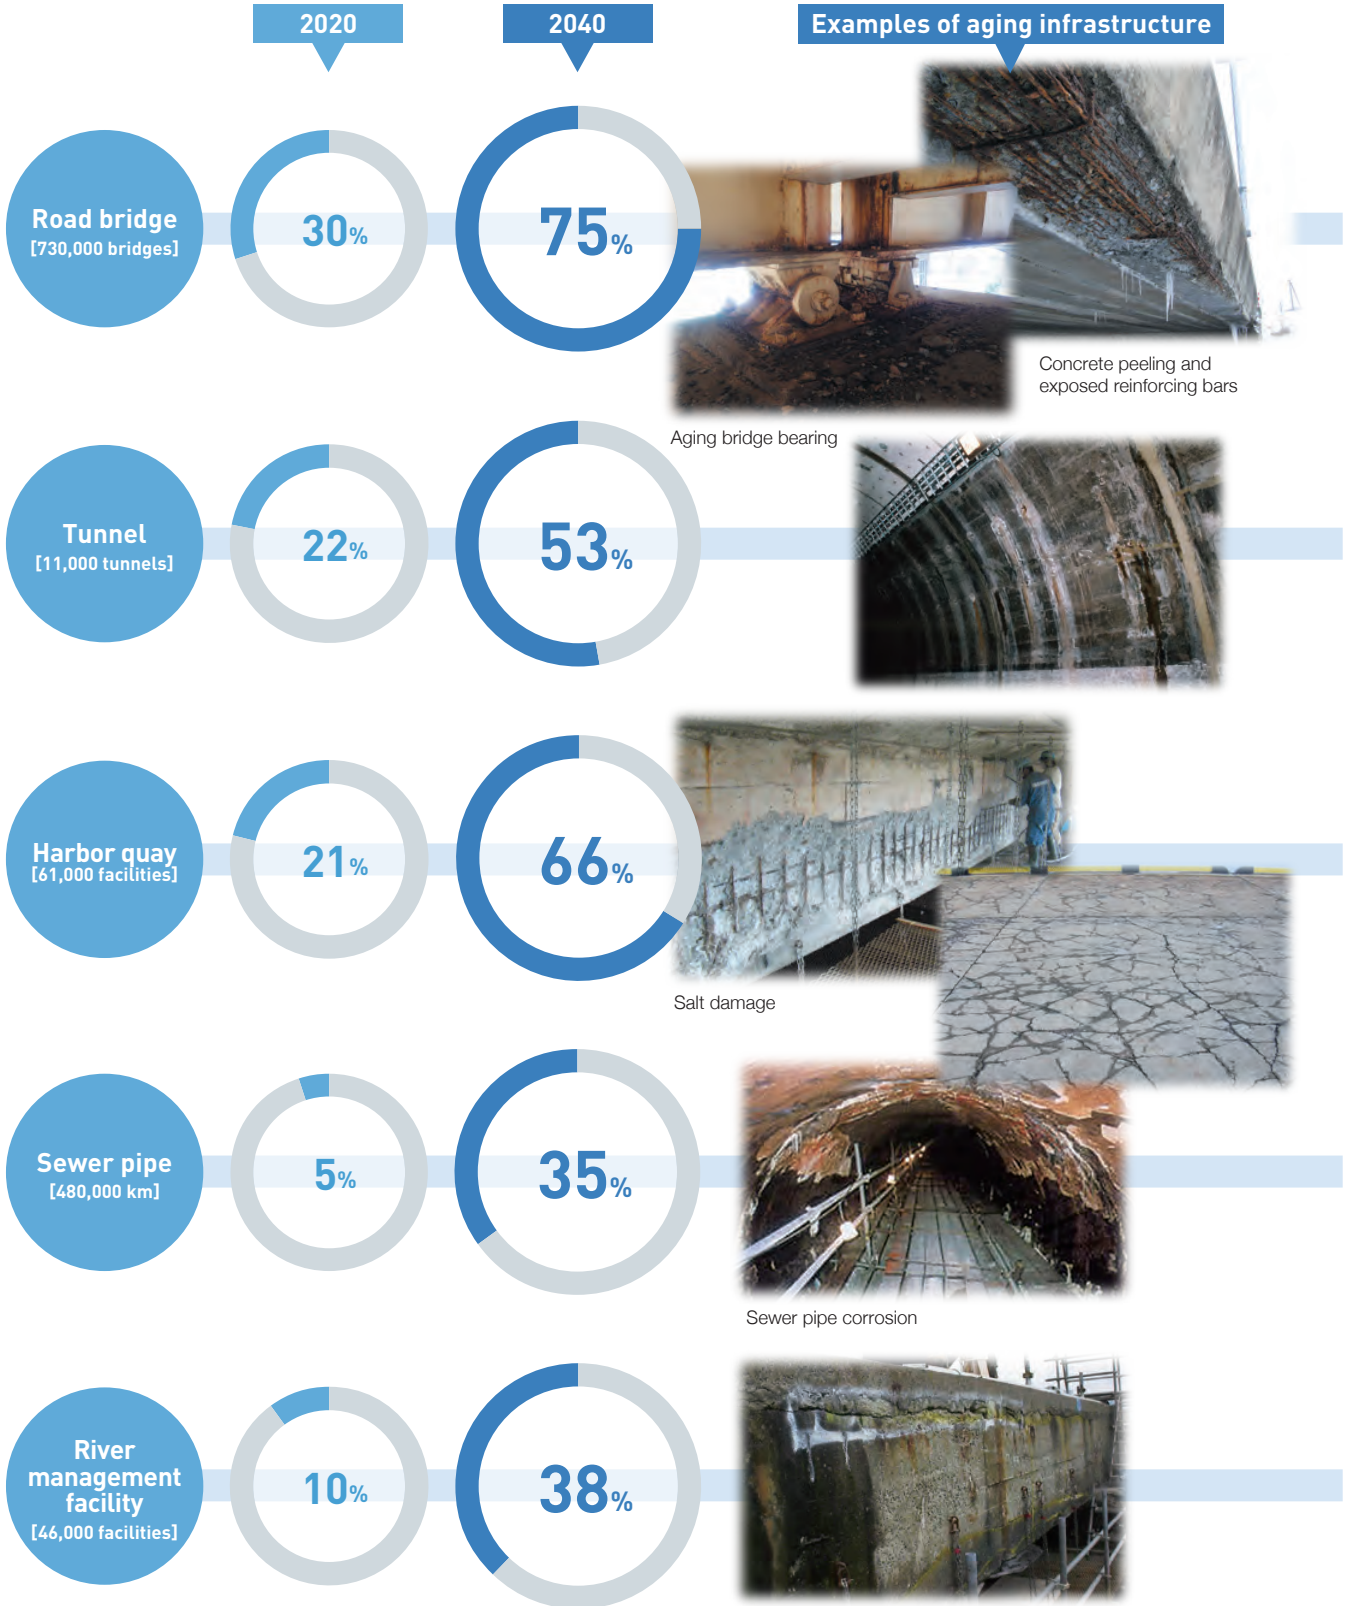 2020
2040
Examples of aging infrastructure
Road bridge
[730,000 bridges]
30%
75%
Concrete peeling and
exposed reinforcing bars
Aging bridge bearing
Tunnel
[11,000 tunnels]
22%
53%
Harbor quay
[61,000 facilities]
21%
66%
Salt damage
Sewer pipe
[480,000 km]
5%
35%
Sewer pipe corrosion
River
management
facility
[46,000 facilities]
10%
38%